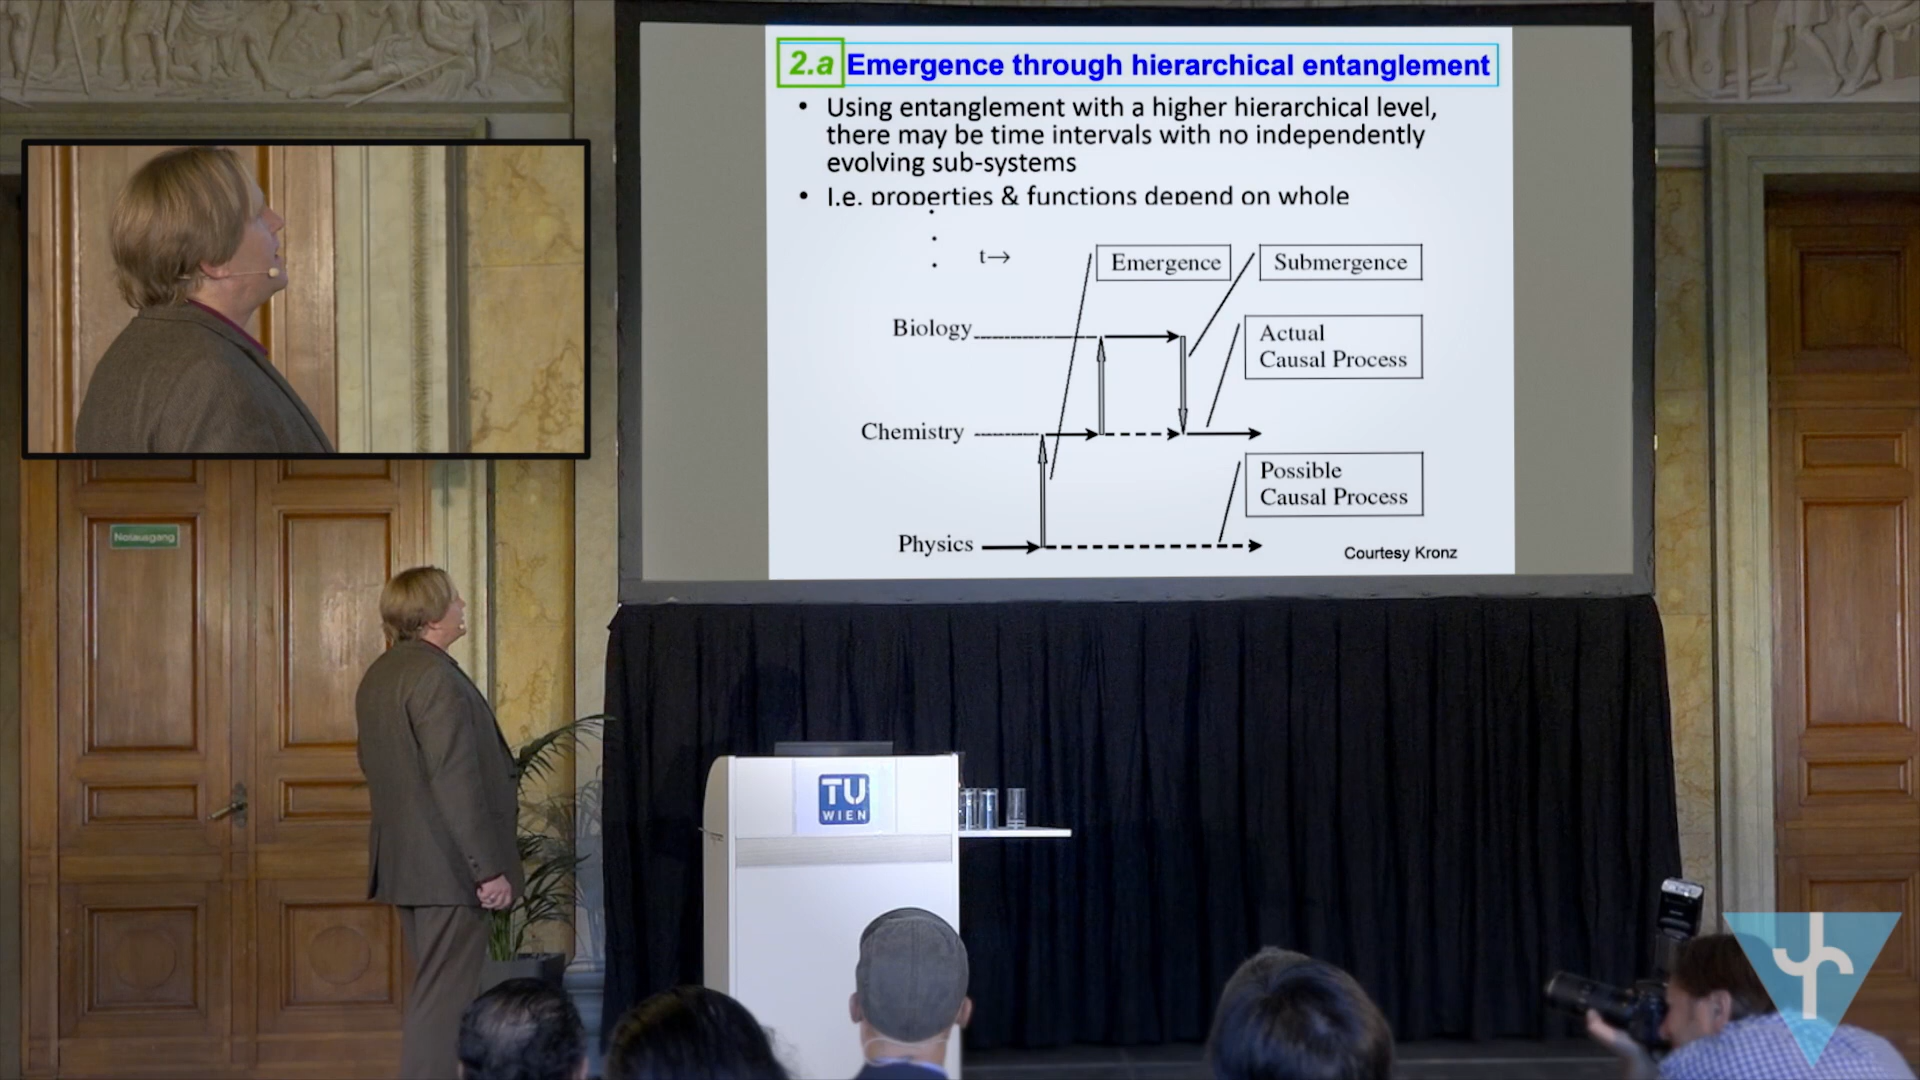 2.a Emergence through hierarchical entanglement
• Using entanglement with a higher hierarchical level,
there may be time intervals with no independently
evolving sub-systems
• I.e. properties & functions depend on whole
t→
Emergence
Submergence
Biology
Actual
Causal Process
Chemistry
Possible
Causal Process
Physics
Courtesy Kronz
Notausgang
TU
WIEN